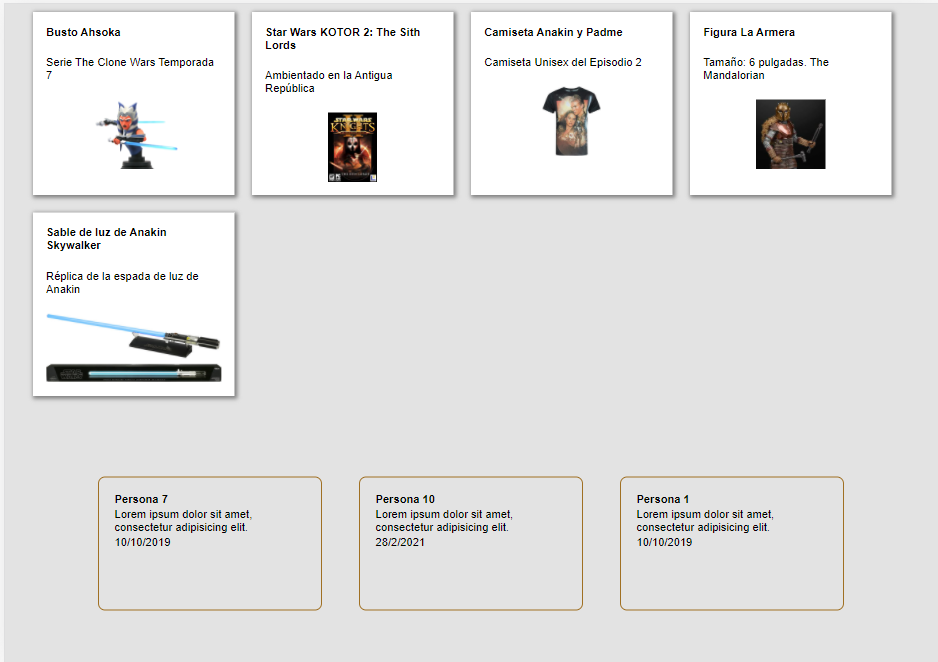 Busto Ahsoka
Serie The Clone Wars Temporada
7
Star Wars KOTOR 2: The Sith
Lords
Ambientado en la Antigua
República
STAR WARS
KNIGHTS
Camiseta Anakin y Padme
Camiseta Unisex del Episodio 2
Figura La Armera
Tamaño: 6 pulgadas. The
Mandalorian
Sable de luz de Anakin
Skywalker
Réplica de la espada de luz de
Anakin
Persona 7
Lorem ipsum dolor sit amet,
consectetur adipisicing elit.
10/10/2019
Persona 10
Lorem ipsum dolor sit amet,
consectetur adipisicing elit.
28/2/2021
Persona 1
Lorem ipsum dolor sit amet,
consectetur adipisicing elit.
10/10/2019